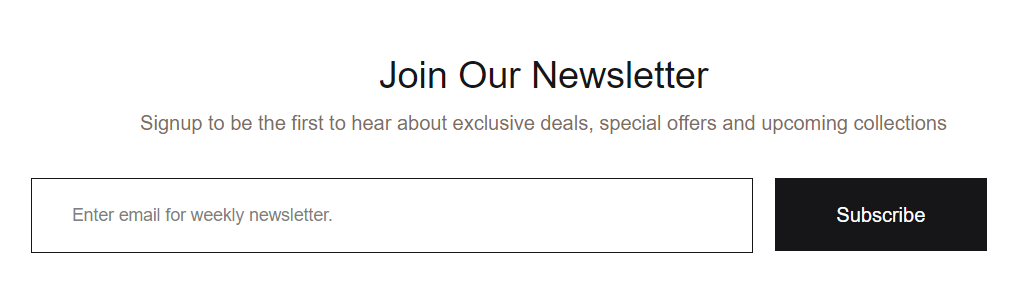 Join Our Newsletter
Signup to be the first to hear about exclusive deals, special offers and upcoming collections
Enter email for weekly newsletter.
Subscribe